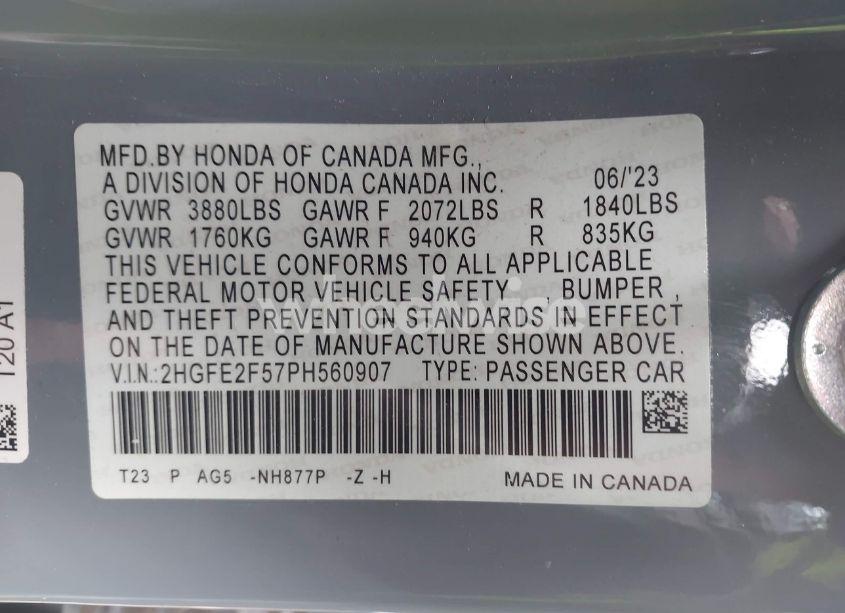 MFD.BY HONDA OF CANADA MFG.,
A DIVISION OF HONDA CANADA INC. 06/'23
GVWR 3880LBS GAWR F 2072LBS R 1840LBS
GVWR 1760KG GAWR F 940KG R 835KG
THIS VEHICLE CONFORMS TO ALL APPLICABLE
FEDERAL MOTOR VEHICLE SAFETY , BUMPER ,
AND THEFT PREVENTION STANDARDS IN EFFECT
ON THE DATE OF MANUFACTURE SHOWN ABOVE.
V.I.N.:2HGFE2F57PH560907 TYPE: PASSENGER CAR
T23 P AG5 -NH877P -Z -H MADE IN CANADA
120 A1